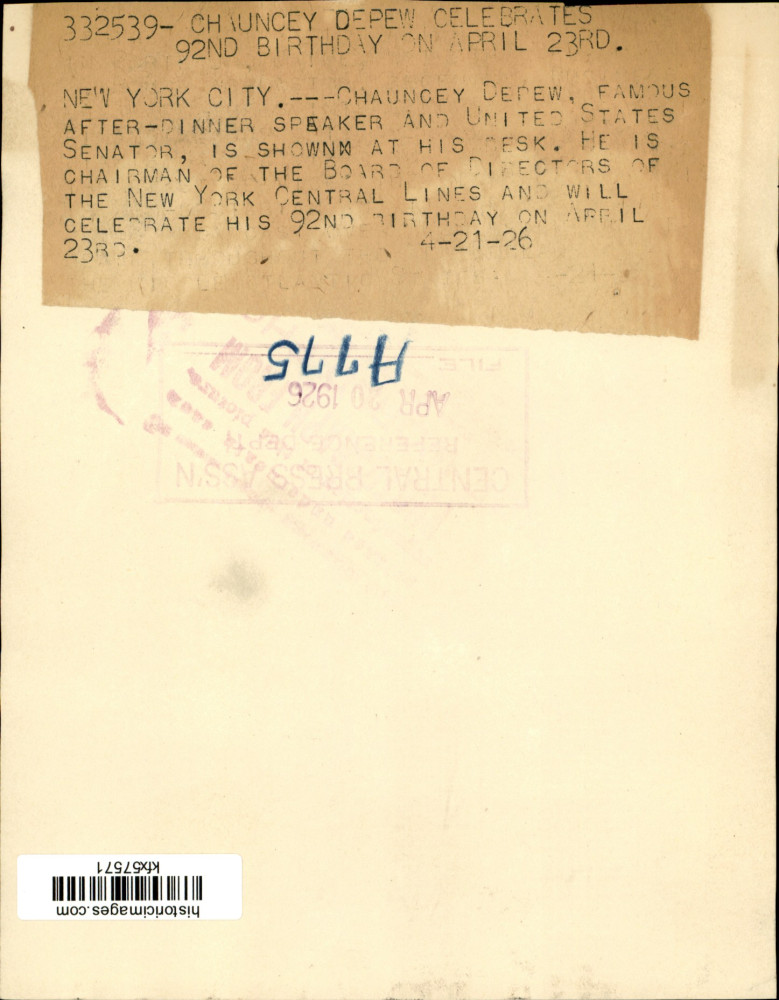 332539- CHAUNCEY DEPEW CELEBRATES
92ND BIRTHDAY ON APRIL 23RD.
NEW YORK CITY.---CHAUNCEY DEPEW, FAMOUS
AFTER-DINNER SPEAKER AND UNITED STATES
SENATOR, IS SHOWNM AT HIS DESK. HE IS
CHAIRMAN OF THE BOARD OF DIRECTORS OF
THE NEW YORK CENTRAL LINES AND WILL
CELEBRATE HIS 92ND BIRTHDAY ON APRIL
23RD. 4-21-26
FILE
APR 30 1926
REFERENCE DEPT
CENTRAL PRESS ASS'N
historicimages.com
kfx57571